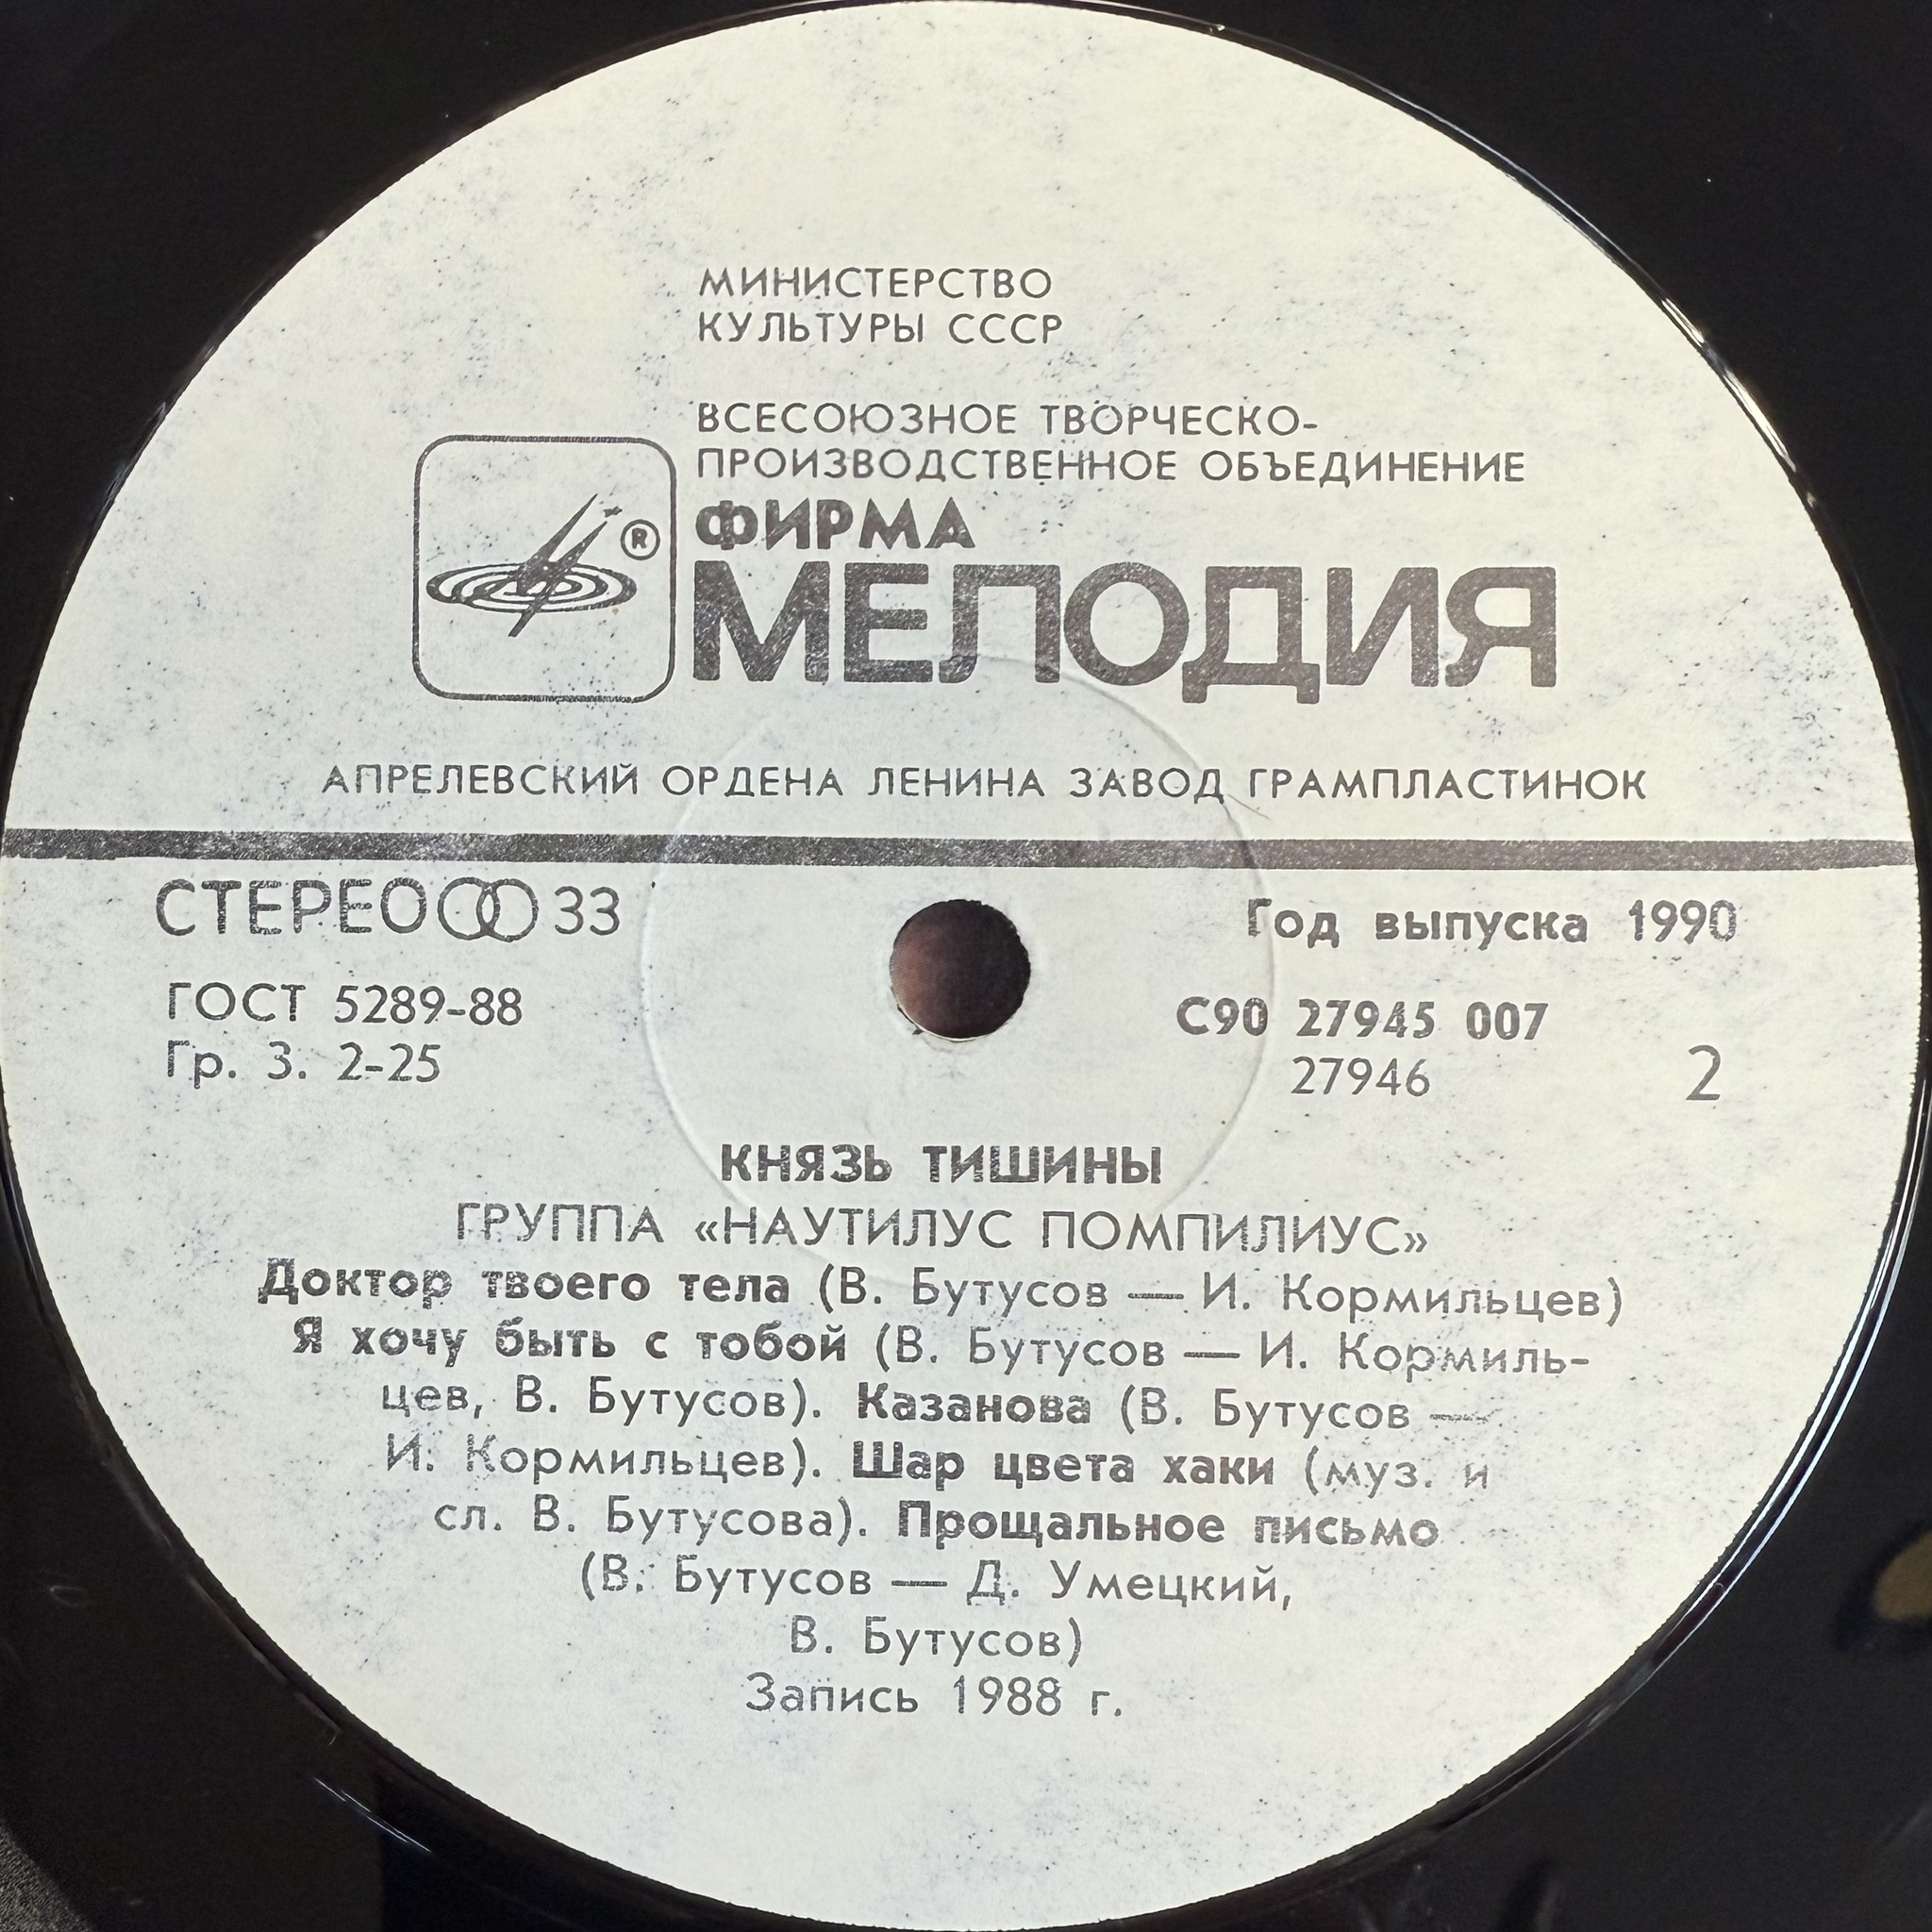 МИНИСТЕРСТВО
КУЛЬТУРЫ СССР
ВСЕСОЮЗНОЕ ТВОРЧЕСКО-
ПРОИЗВОДСТВЕННОЕ ОБЪЕДИНЕНИЕ
ФИРМА
® МЕЛОДИЯ
АПРЕЛЕВСКИЙ ОРДЕНА ЛЕНИНА ЗАВОД ГРАМПЛАСТИНОК
СТЕРЕО 33
Год выпуска 1990
ГОСТ 5289-88
С90 27945 007
Гр. 3. 2-25
27946
2
КНЯЗЬ ТИШИНЫ
ГРУППА «НАУТИЛУС ПОМПИЛИУС»
Доктор твоего тела (В. Бутусов — И. Кормильцев)
Я хочу быть с тобой (В. Бутусов — И. Кормиль-
цев, В. Бутусов). Казанова (В. Бутусов —
И. Кормильцев). Шар цвета хаки (муз. и
сл. В. Бутусова). Прощальное письмо
(В. Бутусов — Д. Умецкий,
В. Бутусов)
Запись 1988 г.